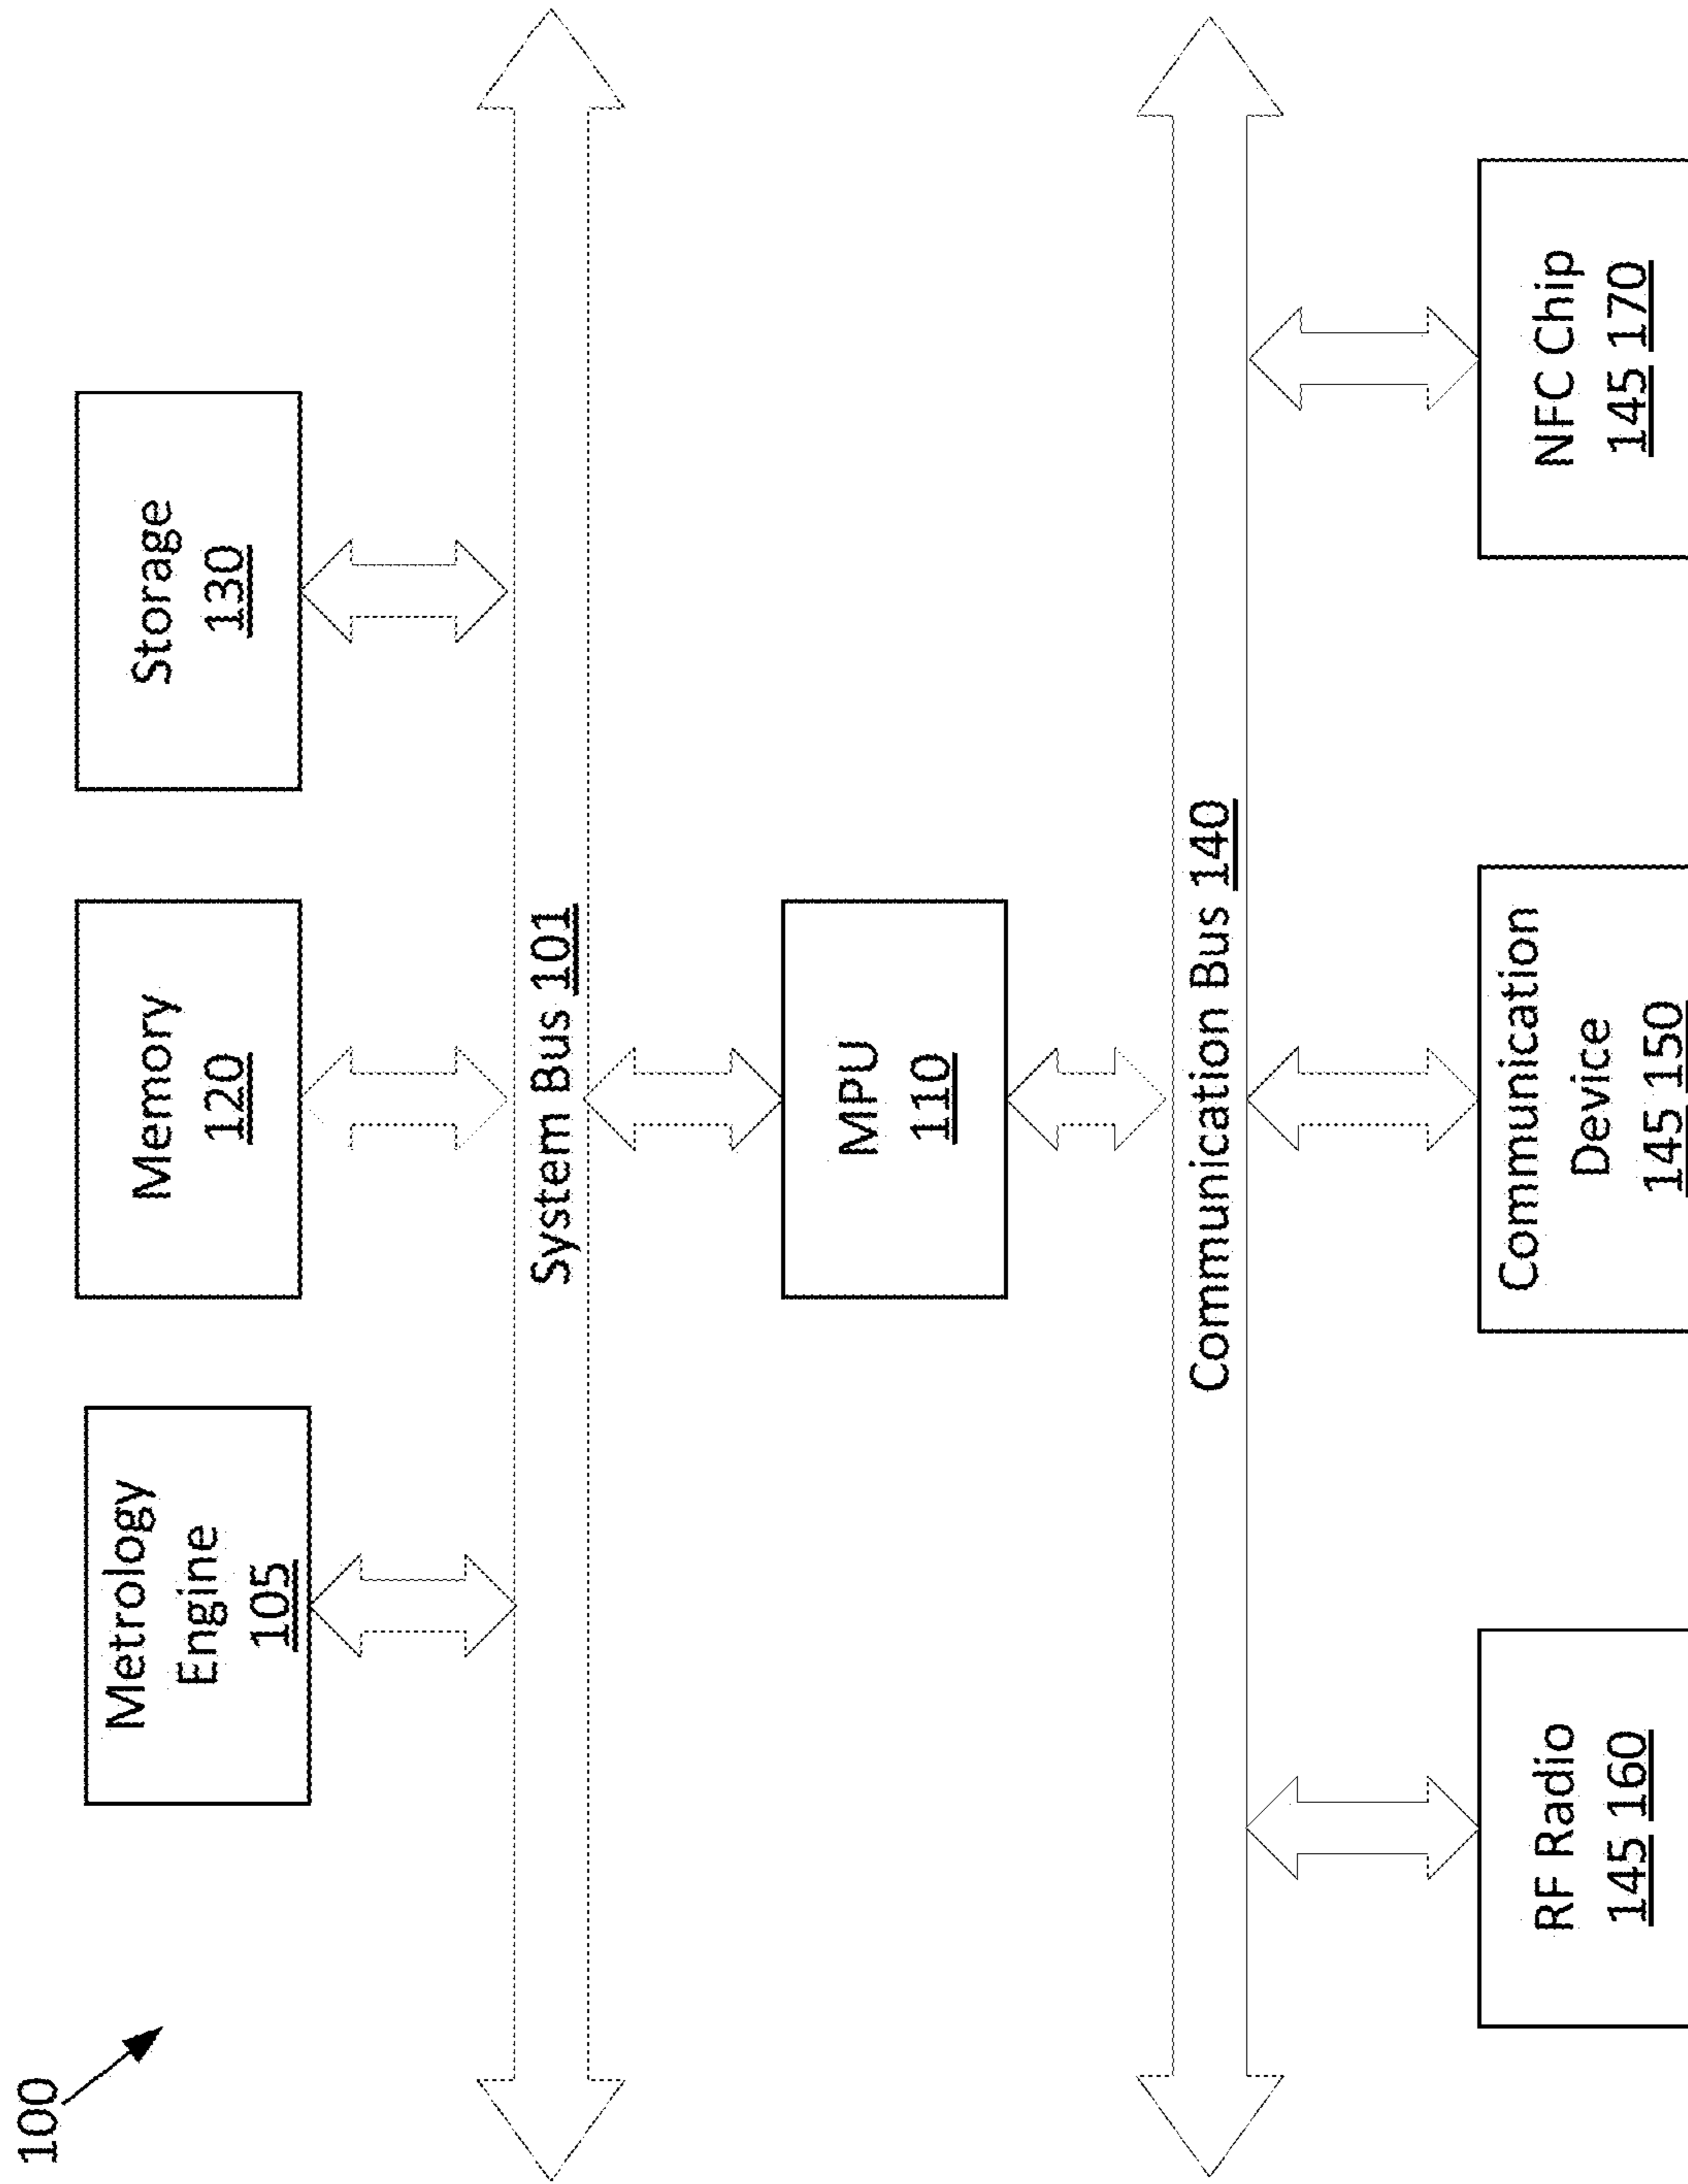 100
Metrology
Engine
105
Memory
120
Storage
130
System Bus 101
MPU
110
Communication Bus 140
RF Radio
145 160
Communication
Device
145 150
NFC Chip
145 170